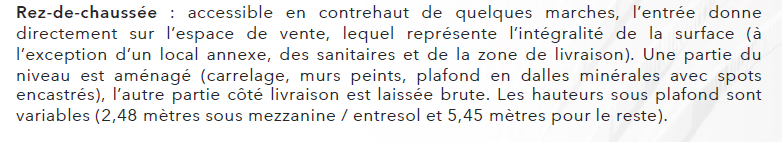 Rez-de-chaussée : accessible en contrehaut de quelques marches, l’entrée donne
directement sur l’espace de vente, lequel représente l’intégralité de la surface (à
l’exception d’un local annexe, des sanitaires et de la zone de livraison). Une partie du
niveau est aménagé (carrelage, murs peints, plafond en dalles minérales avec spots
encastrés), l’autre partie côté livraison est laissée brute. Les hauteurs sous plafond sont
variables (2,48 mètres sous mezzanine / entresol et 5,45 mètres pour le reste).